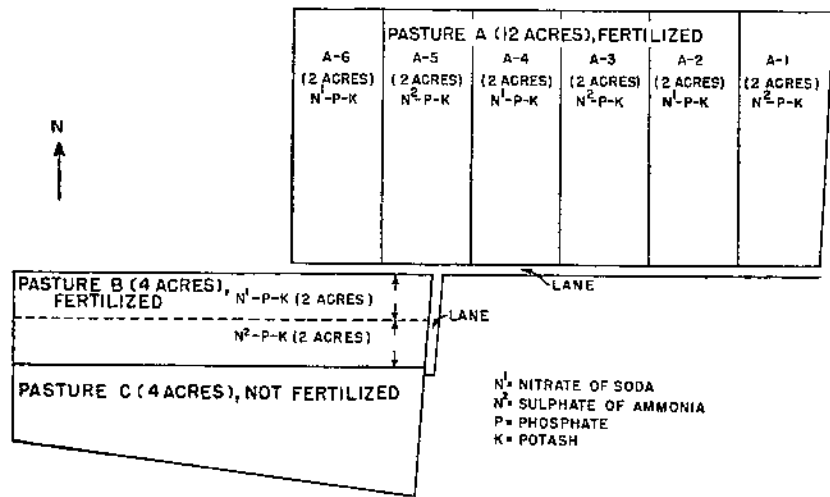 PASTURE A (12 ACRES), FERTILIZED
A-6
(2 ACRES)
N¹-P-K
A-5
(2 ACRES)
N²-P-K
A-4
(2 ACRES)
N¹-P-K
A-3
(2 ACRES)
N²-P-K
A-2
(2 ACRES)
N¹-P-K
A-1
(2 ACRES)
N²-P-K
N
LANE
PASTURE B (4 ACRES),
FERTILIZED
N¹-P-K (2 ACRES)
N²-P-K (2 ACRES)
LANE
PASTURE C (4 ACRES), NOT FERTILIZED
N¹= NITRATE OF SODA
N²= SULPHATE OF AMMONIA
P= PHOSPHATE
K= POTASH